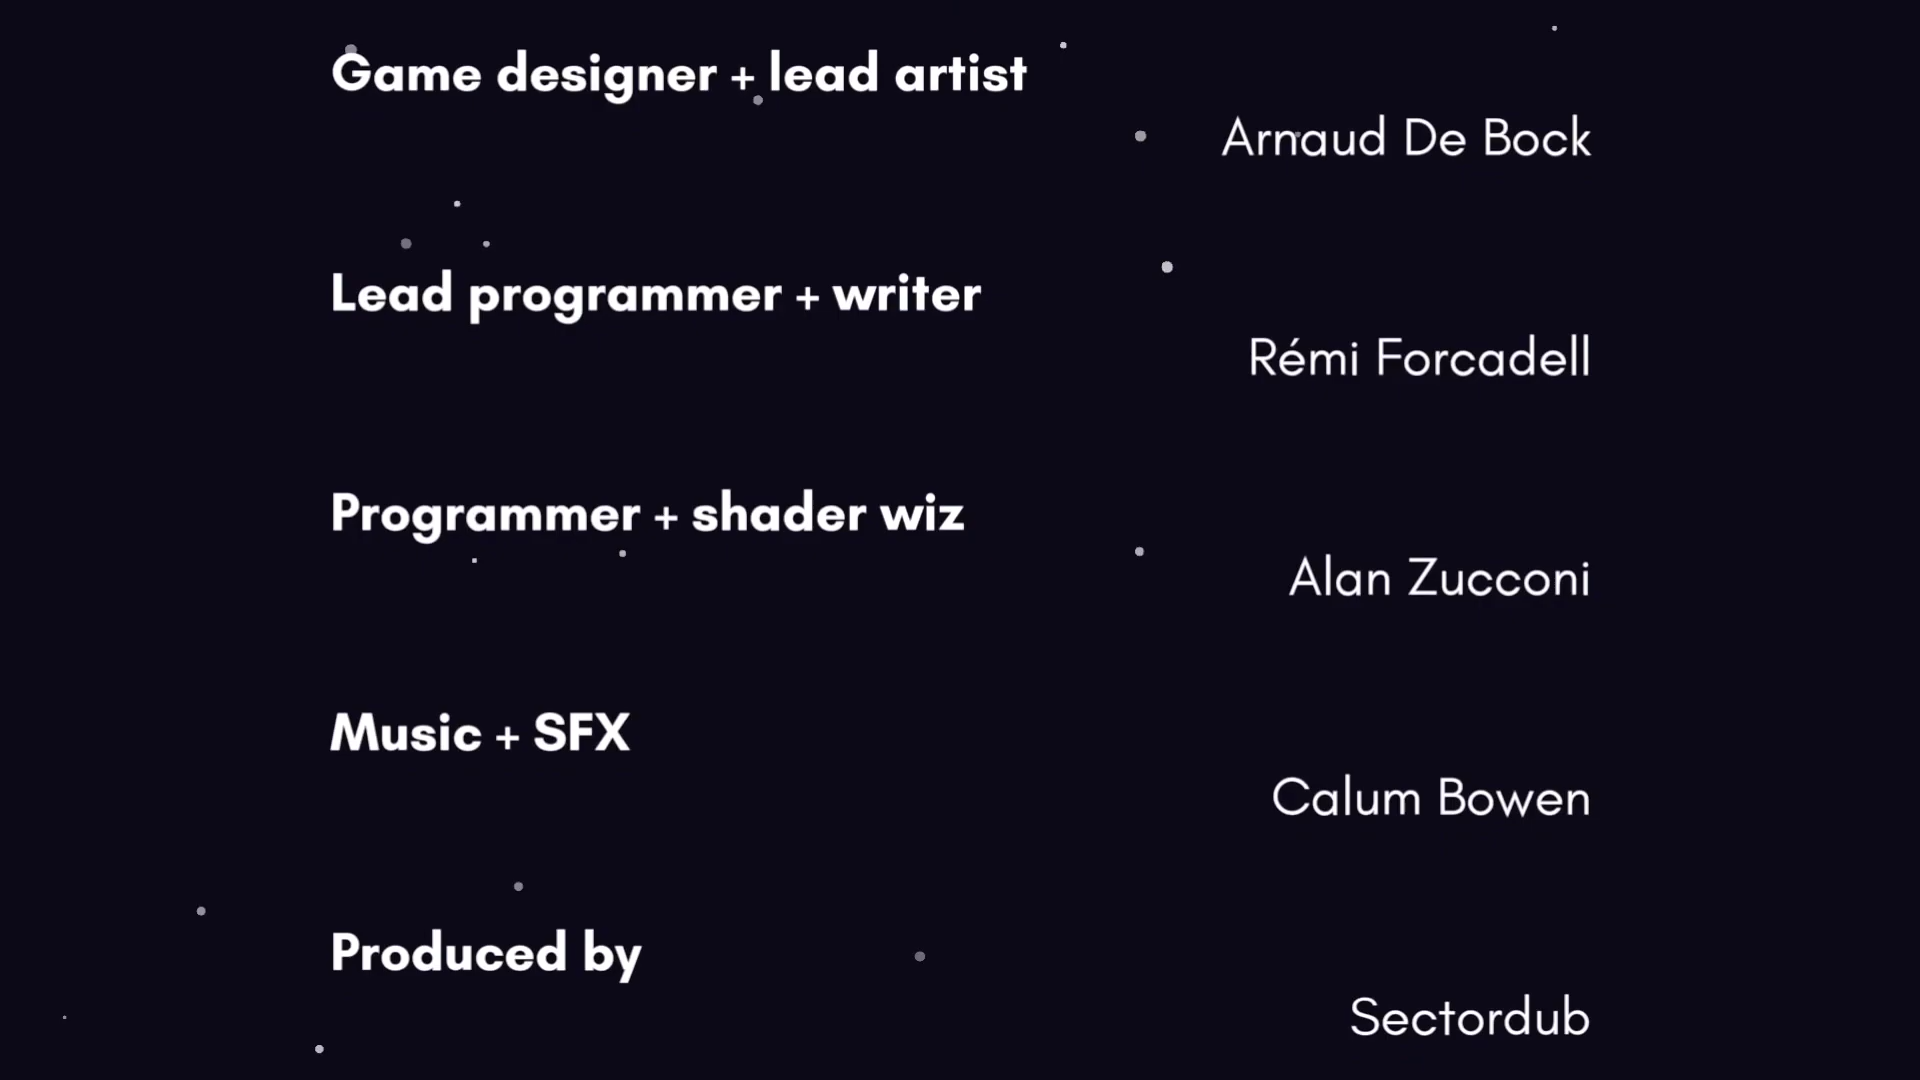 Game designer + lead artist
Arnaud De Bock
Lead programmer + writer
Rémi Forcadell
Programmer + shader wiz
Alan Zucconi
Music + SFX
Calum Bowen
Produced by
Sectordub